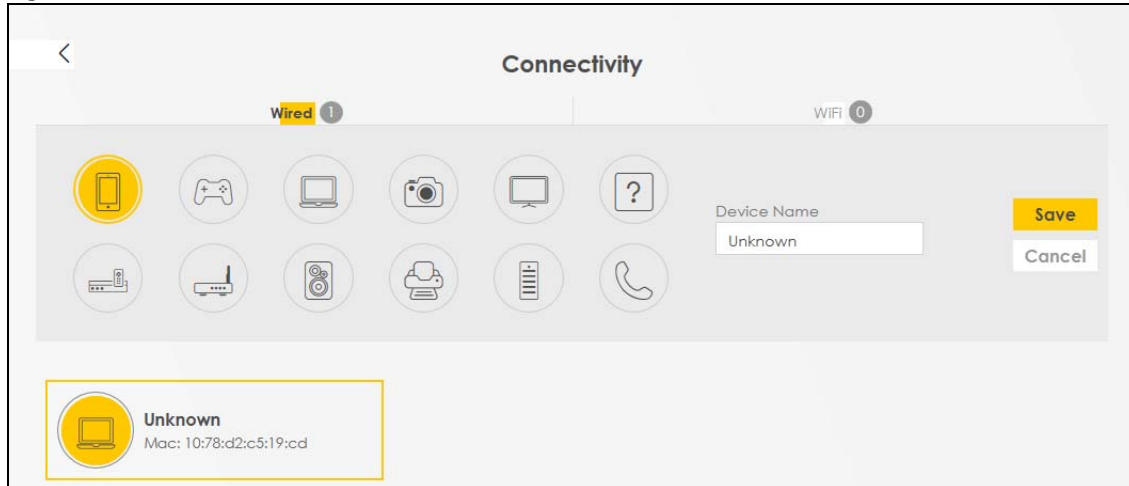 Connectivity
Wired 1
WiFi 0
?
Device Name
Unknown
Save
Cancel
Unknown
Mac: 10:78:d2:c5:19:cd